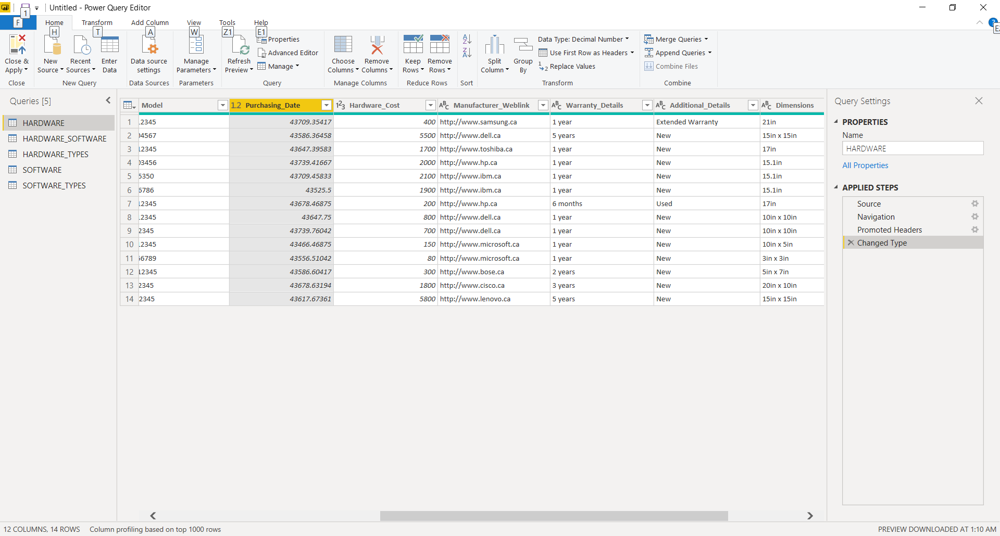 Untitled - Power Query Editor
1
F
Home Transform Add Column View Tools Help
H T A W Z1 E1
Close & Apply
Close
New Source
Recent Sources
Enter Data
New Query
Data source settings
Data Sources
Manage Parameters
Parameters
Refresh Preview
Properties
Advanced Editor
Manage
Query
Choose Columns
Remove Columns
Manage Columns
Keep Rows
Remove Rows
Reduce Rows
Sort
Split Column
Group By
Data Type: Decimal Number
Use First Row as Headers
Replace Values
Transform
Merge Queries
Append Queries
Combine Files
Combine
Queries [5]
HARDWARE
HARDWARE_SOFTWARE
HARDWARE_TYPES
SOFTWARE
SOFTWARE_TYPES
Model 1.2 Purchasing_Date 123 Hardware_Cost ABC Manufacturer_Weblink ABC Warranty_Details ABC Additional_Details ABC Dimensions
1 12345 43709.35417 400 http://www.samsung.ca 1 year Extended Warranty 21in
2 04567 43586.36458 5500 http://www.dell.ca 5 years New 15in x 15in
3 12345 43647.39583 1700 http://www.toshiba.ca 1 year New 17in
4 03456 43739.41667 2000 http://www.hp.ca 1 year New 15.1in
5 5350 43709.45833 2100 http://www.ibm.ca 1 year New 15.1in
6 6786 43525.5 1900 http://www.ibm.ca 1 year New 15.1in
7 12345 43678.46875 200 http://www.hp.ca 6 months Used 17in
8 12345 43647.75 800 http://www.dell.ca 1 year New 10in x 10in
9 2345 43739.76042 700 http://www.dell.ca 1 year New 10in x 10in
10 12345 43466.46875 150 http://www.microsoft.ca 1 year New 10in x 5in
11 56789 43556.51042 80 http://www.microsoft.ca 1 year New 3in x 3in
12 12345 43586.60417 300 http://www.bose.ca 2 years New 5in x 7in
13 2345 43678.63194 1800 http://www.cisco.ca 3 years New 20in x 10in
14 2345 43617.67361 5800 http://www.lenovo.ca 5 years New 15in x 15in
Query Settings
PROPERTIES
Name
HARDWARE
All Properties
APPLIED STEPS
Source
Navigation
Promoted Headers
Changed Type
12 COLUMNS, 14 ROWS Column profiling based on top 1000 rows
PREVIEW DOWNLOADED AT 1:10 AM